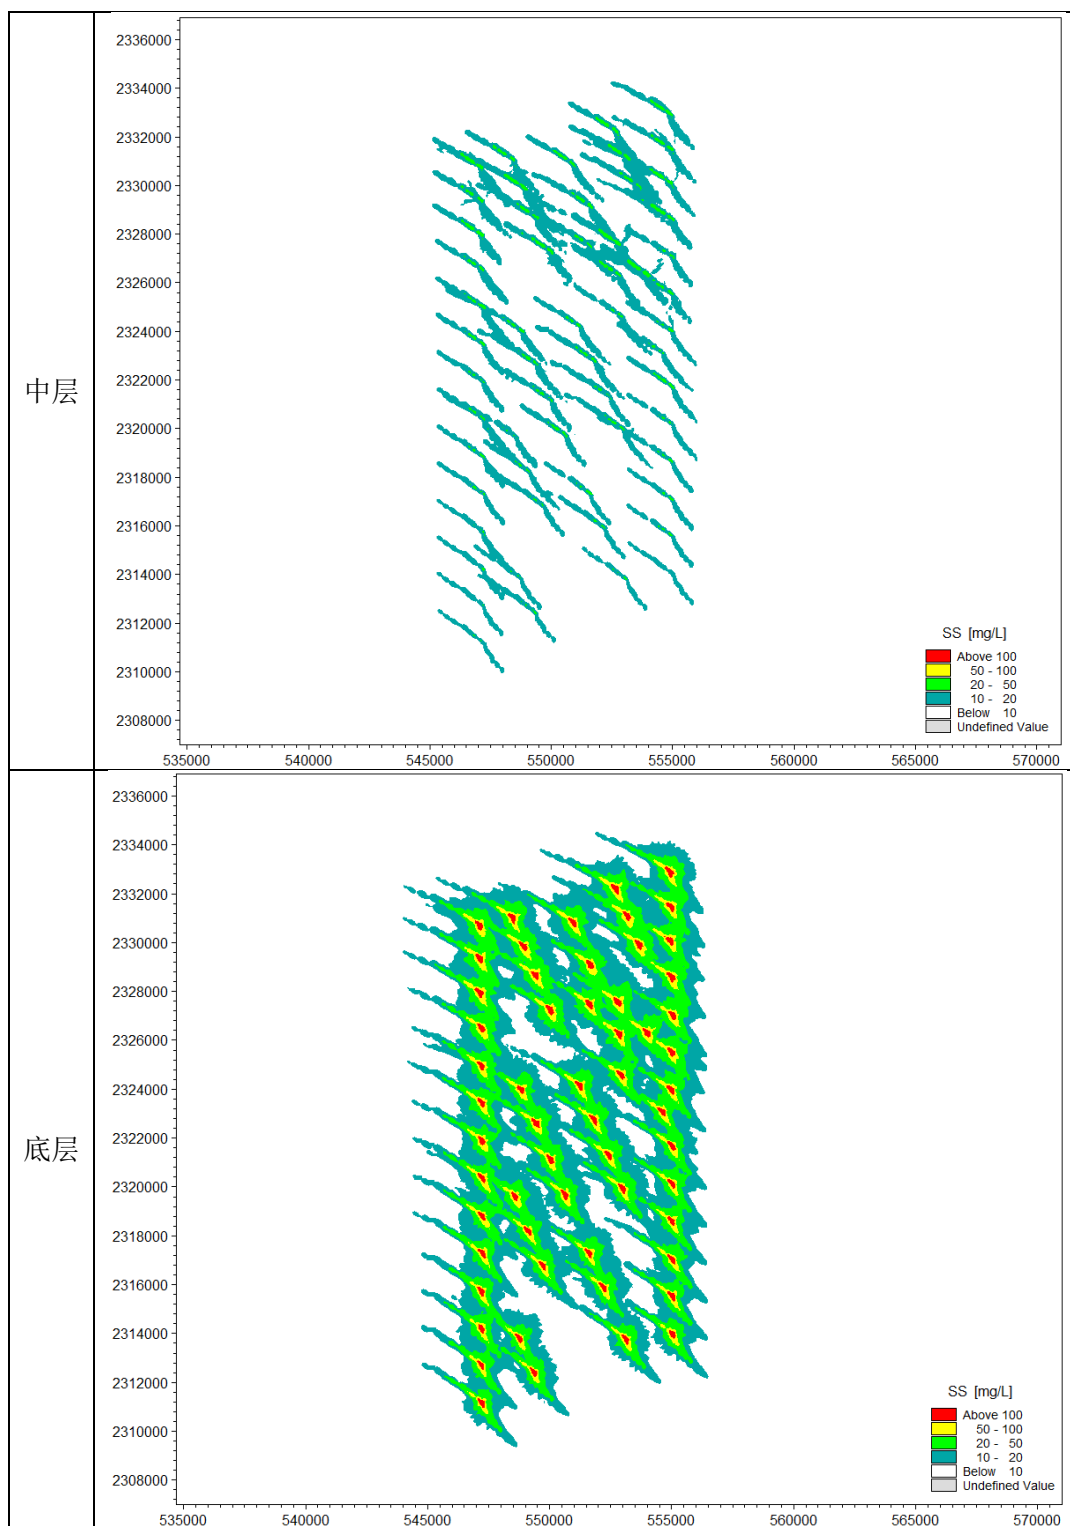 中层
2336000
2334000
2332000
2330000
2328000
2326000
2324000
2322000
2320000
2318000
2316000
2314000
2312000
2310000
2308000
535000 540000 545000 550000 555000 560000 565000 570000
SS [mg/L]
Above 100
50 - 100
20 - 50
10 - 20
Below 10
Undefined Value
底层
2336000
2334000
2332000
2330000
2328000
2326000
2324000
2322000
2320000
2318000
2316000
2314000
2312000
2310000
2308000
535000 540000 545000 550000 555000 560000 565000 570000
SS [mg/L]
Above 100
50 - 100
20 - 50
10 - 20
Below 10
Undefined Value